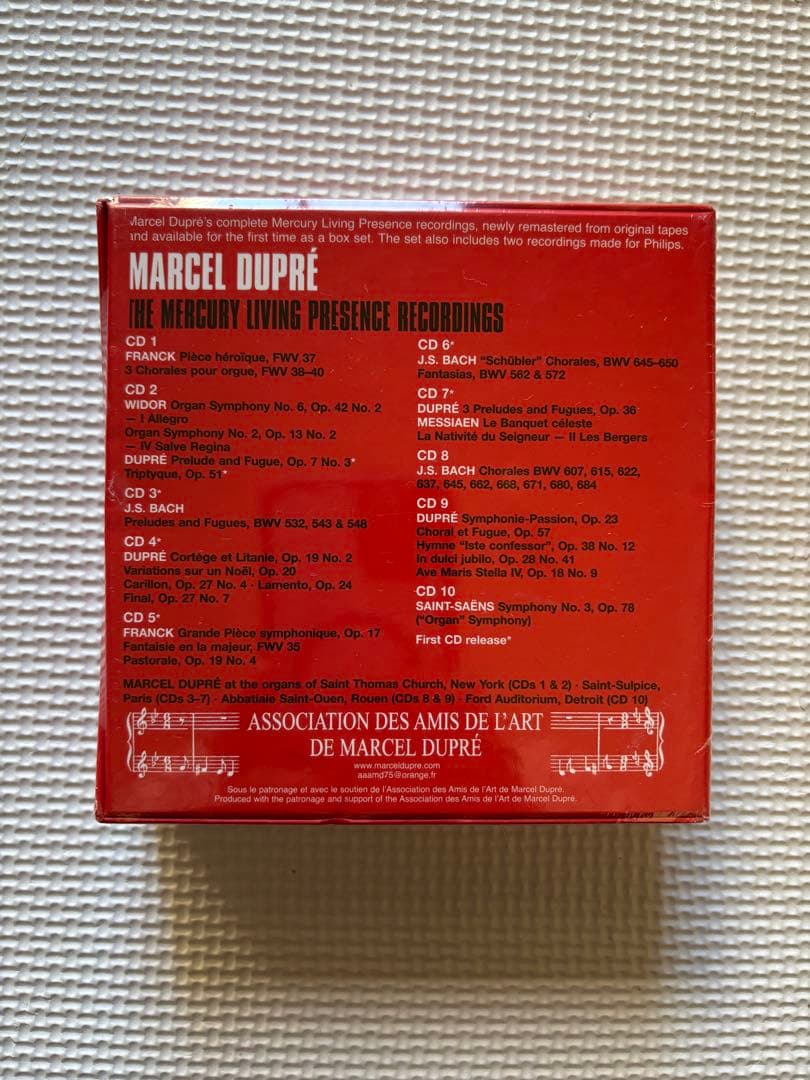 Marcel Dupré's complete Mercury Living Presence recordings, newly remastered from original tapes
and available for the first time as a box set. The set also includes two recordings made for Philips.
MARCEL DUPRÉ
THE MERCURY LIVING PRESENCE RECORDINGS
CD 1
FRANCK Pièce héroïque, FWV 37
3 Chorales pour orgue, FWV 38–40
CD 2
WIDOR Organ Symphony No. 6, Op. 42 No. 2
— I Allegro
Organ Symphony No. 2, Op. 13 No. 2
— IV Salve Regina
DUPRÉ Prelude and Fugue, Op. 7 No. 3*
Triptyque, Op. 51*
CD 3*
J.S. BACH
Preludes and Fugues, BWV 532, 543 & 548
CD 4*
DUPRÉ Cortège et Litanie, Op. 19 No. 2
Variations sur un Noël, Op. 20
Carillon, Op. 27 No. 4 · Lamento, Op. 24
Final, Op. 27 No. 7
CD 5*
FRANCK Grande Pièce symphonique, Op. 17
Fantaisie en la majeur, FWV 35
Pastorale, Op. 19 No. 4
CD 6*
J.S. BACH “Schübler” Chorales, BWV 645–650
Fantasias, BWV 562 & 572
CD 7*
DUPRÉ 3 Preludes and Fugues, Op. 36
MESSIAEN Le Banquet céleste
La Nativité du Seigneur — II Les Bergers
CD 8
J.S. BACH Chorales BWV 607, 615, 622,
637, 645, 662, 668, 671, 680, 684
CD 9
DUPRÉ Symphonie-Passion, Op. 23
Choral et Fugue, Op. 57
Hymne “Iste confessor”, Op. 38 No. 12
In dulci jubilo, Op. 28 No. 41
Ave Maris Stella IV, Op. 18 No. 9
CD 10
SAINT-SAËNS Symphony No. 3, Op. 78
(“Organ” Symphony)
First CD release*
MARCEL DUPRÉ at the organs of Saint Thomas Church, New York (CDs 1 & 2) · Saint-Sulpice,
Paris (CDs 3–7) · Abbatiale Saint-Ouen, Rouen (CDs 8 & 9) · Ford Auditorium, Detroit (CD 10)
ASSOCIATION DES AMIS DE L'ART
DE MARCEL DUPRÉ
www.marceldupre.com
aaamd75@orange.fr
Sous le patronage et avec le soutien de l'Association des Amis de l'Art de Marcel Dupré.
Produced with the patronage and support of the Association des Amis de l'Art de Marcel Dupré.